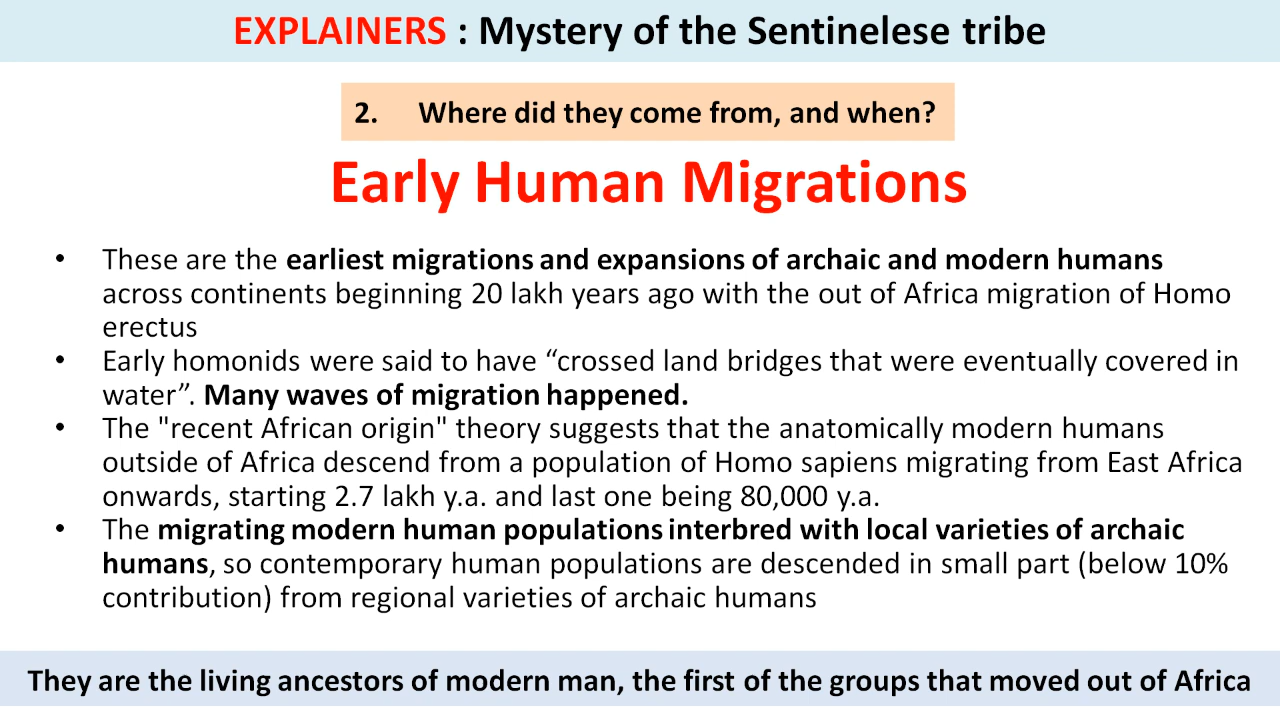 EXPLAINERS : Mystery of the Sentinelese tribe
2. Where did they come from, and when?
Early Human Migrations
• These are the earliest migrations and expansions of archaic and modern humans
across continents beginning 20 lakh years ago with the out of Africa migration of Homo
erectus
• Early homonids were said to have “crossed land bridges that were eventually covered in
water”. Many waves of migration happened.
• The "recent African origin" theory suggests that the anatomically modern humans
outside of Africa descend from a population of Homo sapiens migrating from East Africa
onwards, starting 2.7 lakh y.a. and last one being 80,000 y.a.
• The migrating modern human populations interbred with local varieties of archaic
humans, so contemporary human populations are descended in small part (below 10%
contribution) from regional varieties of archaic humans
They are the living ancestors of modern man, the first of the groups that moved out of Africa